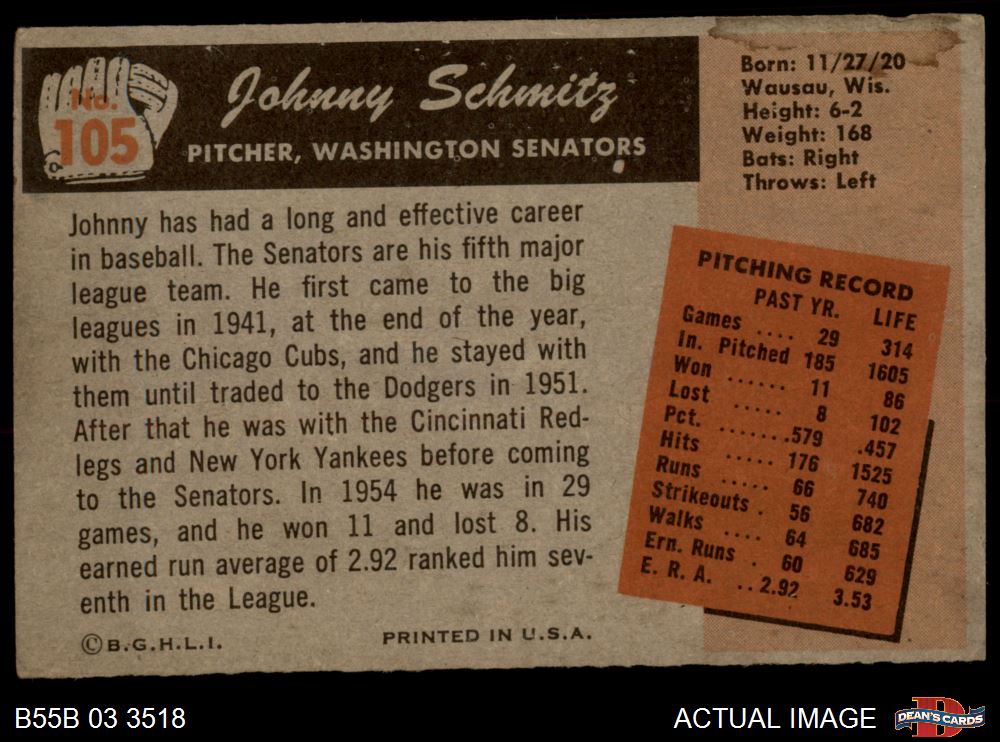 No.
105
Johnny Schmitz
PITCHER, WASHINGTON SENATORS
Born: 11/27/20
Wausau, Wis.
Height: 6-2
Weight: 168
Bats: Right
Throws: Left
Johnny has had a long and effective career
in baseball. The Senators are his fifth major
league team. He first came to the big
leagues in 1941, at the end of the year,
with the Chicago Cubs, and he stayed with
them until traded to the Dodgers in 1951.
After that he was with the Cincinnati Red-
legs and New York Yankees before coming
to the Senators. In 1954 he was in 29
games, and he won 11 and lost 8. His
earned run average of 2.92 ranked him sev-
enth in the League.
©B.G.H.L.I. PRINTED IN U.S.A.
PITCHING RECORD
PAST YR. LIFE
Games .... 29 314
In. Pitched 185 1605
Won ...... 11 86
Lost ..... 8 102
Pct. .......579 .457
Hits ..... 176 1525
Runs ..... 66 740
Strikeouts . 56 682
Walks .... 64 685
Ern. Runs . 60 629
E. R. A. ..2.92 3.53
B55B 03 3518
ACTUAL IMAGE
DEAN'S CARDS